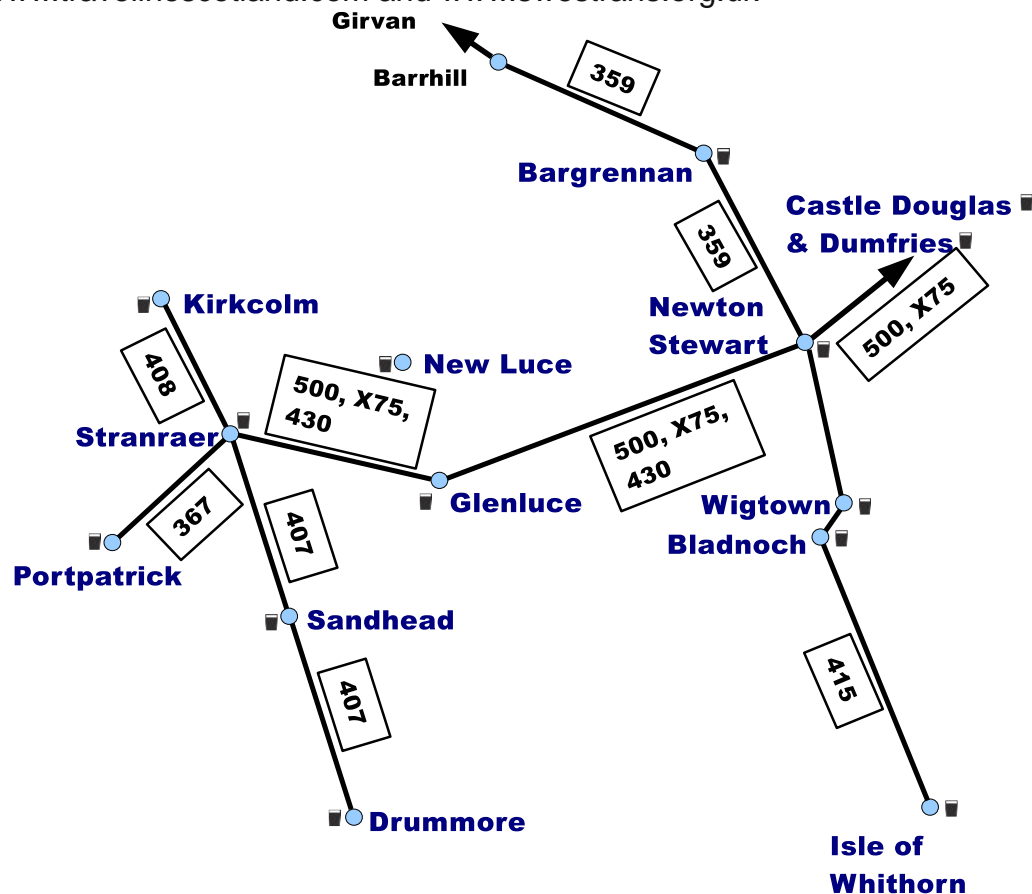 Girvan
Barrhill
359
Bargrennan
Castle Douglas
& Dumfries
359
500, X75
Newton
Stewart
Kirkcolm
New Luce
408
500, X75,
430
500, X75,
430
Stranraer
Glenluce
367
407
Wigtown
Bladnoch
Portpatrick
Sandhead
415
407
Drummore
Isle of
Whithorn